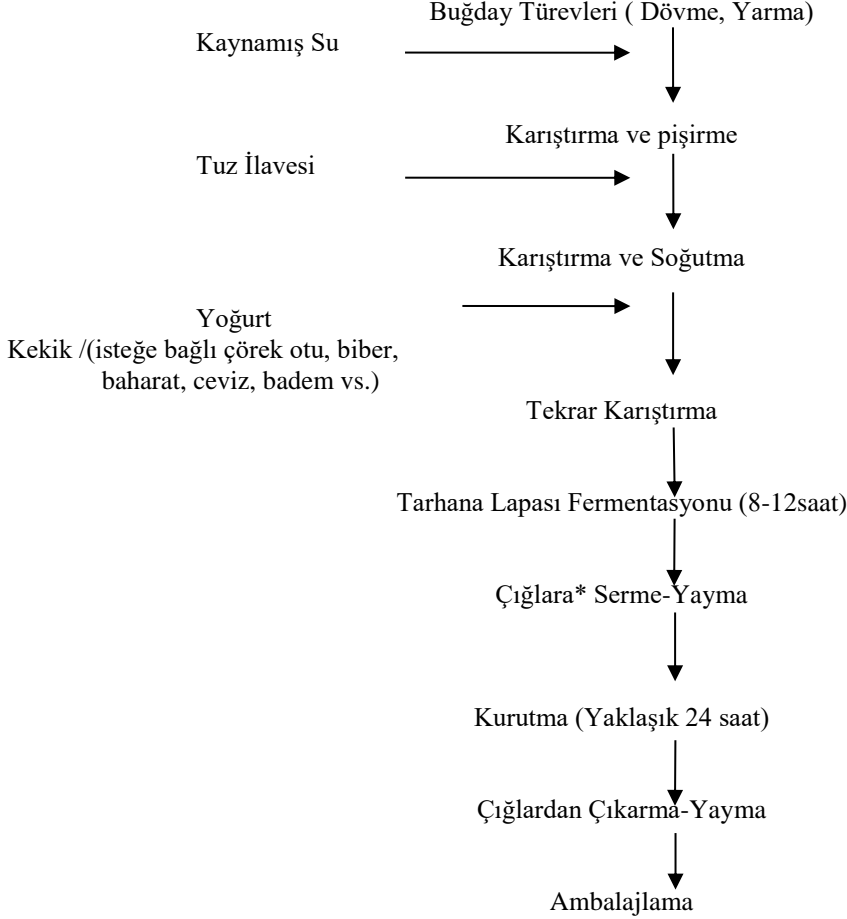 Buğday Türevleri ( Dövme, Yarma)
Kaynamış Su
Karıştırma ve pişirme
Tuz İlavesi
Karıştırma ve Soğutma
Yoğurt
Kekik /(isteğe bağlı çörek otu, biber,
baharat, ceviz, badem vs.)
Tekrar Karıştırma
Tarhana Lapası Fermentasyonu (8-12saat)
Çığlara* Serme-Yayma
Kurutma (Yaklaşık 24 saat)
Çığlardan Çıkarma-Yayma
Ambalajlama